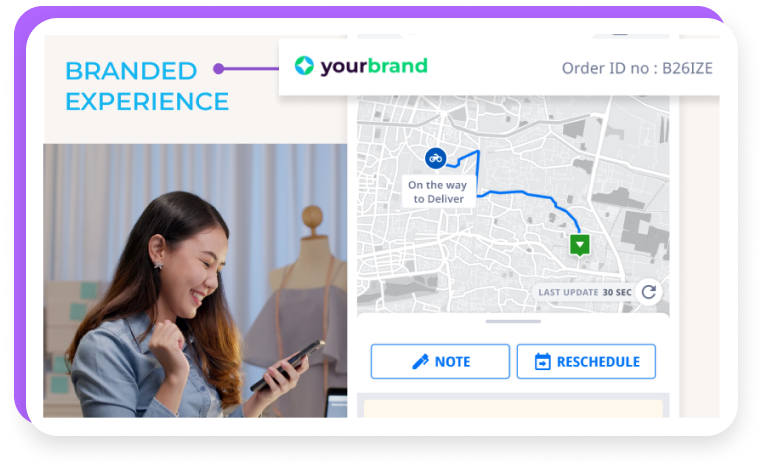 BRANDED
EXPERIENCE
yourbrand
Order ID no : B26IZE
On the way
to Deliver
LAST UPDATE 30 SEC
NOTE
RESCHEDULE